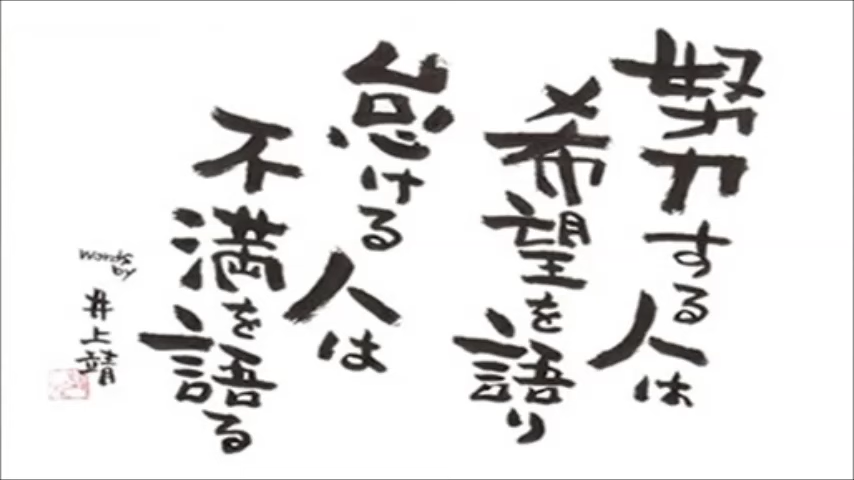 努力する人は
希望を語り
怠ける人は
不満を語る
words by
井上靖